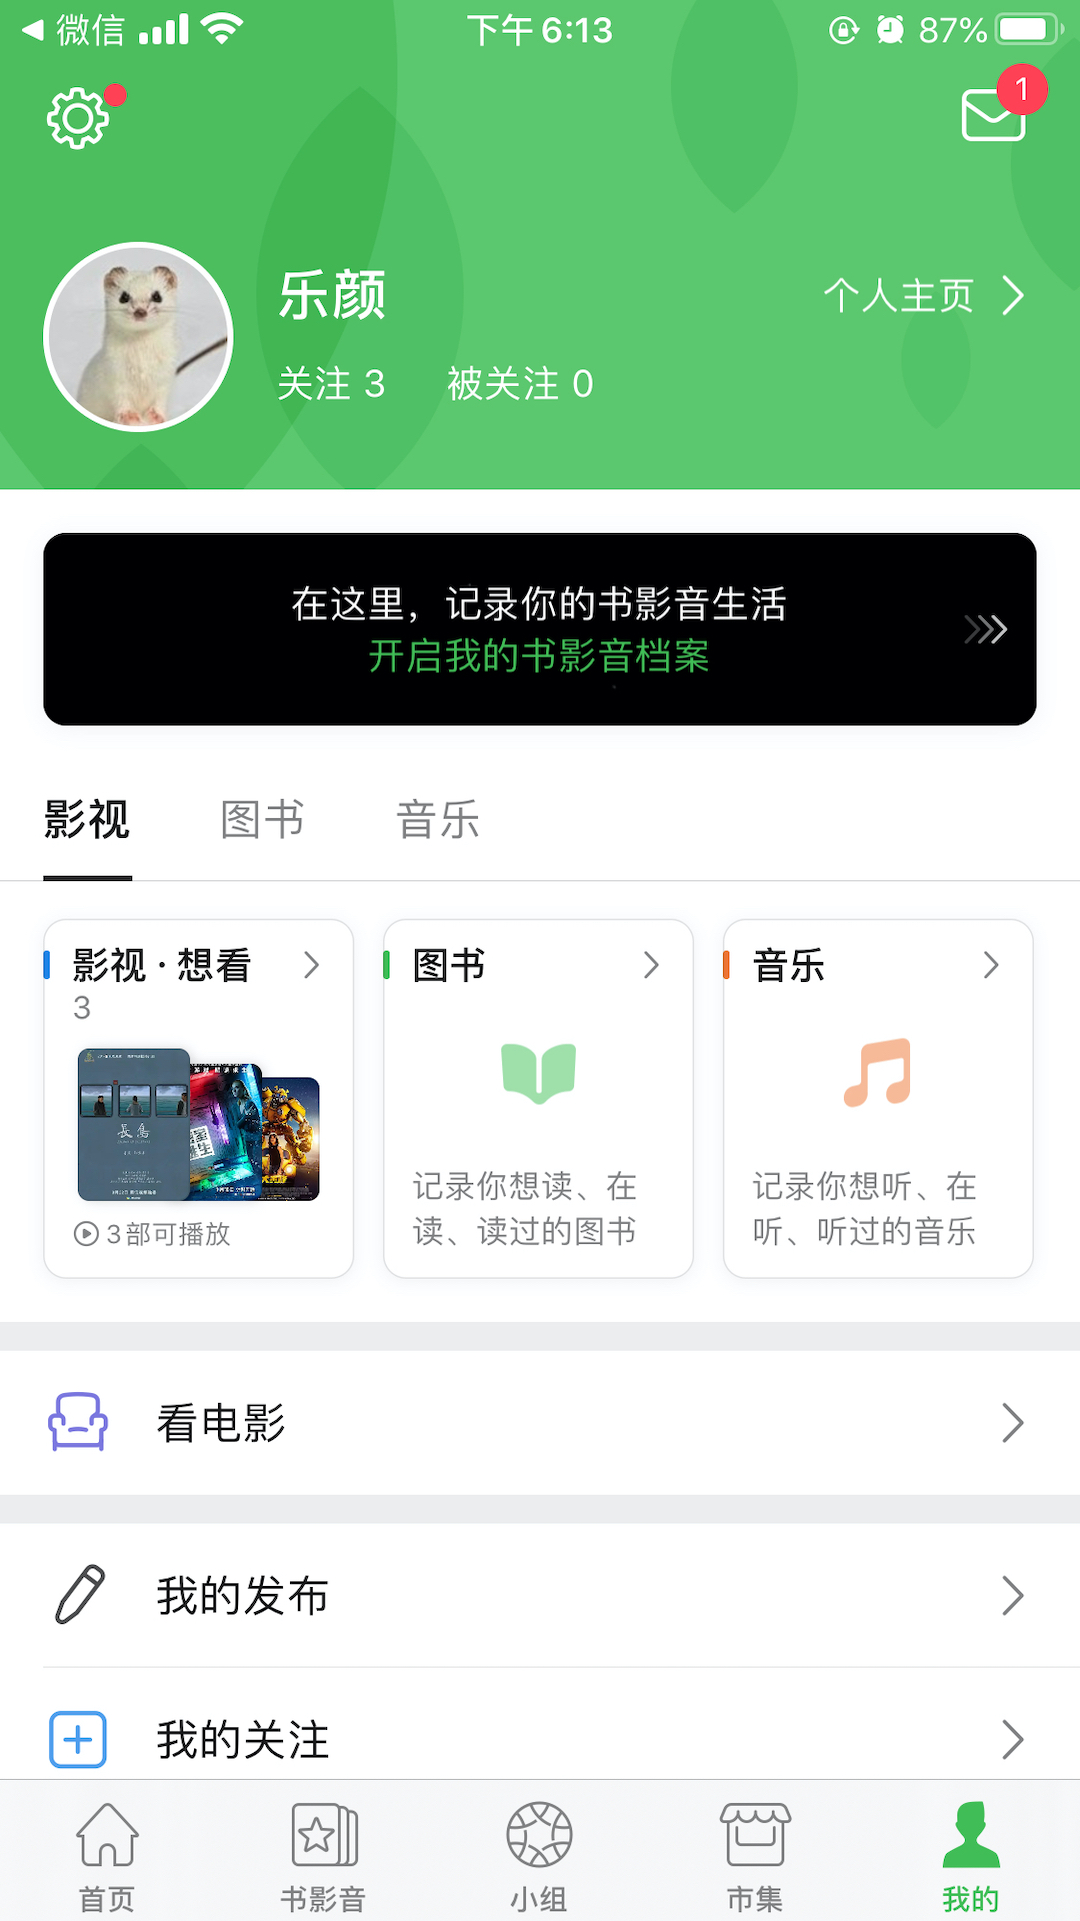 微信
下午 6:13
87%
1
乐颜
个人主页
关注 3 被关注 0
在这里，记录你的书影音生活
开启我的书影音档案
影视 图书 音乐
影视 · 想看
3
長鳥
3部可播放
图书
记录你想读、在
读、读过的图书
音乐
记录你想听、在
听、听过的音乐
看电影
我的发布
我的关注
首页 书影音 小组 市集 我的